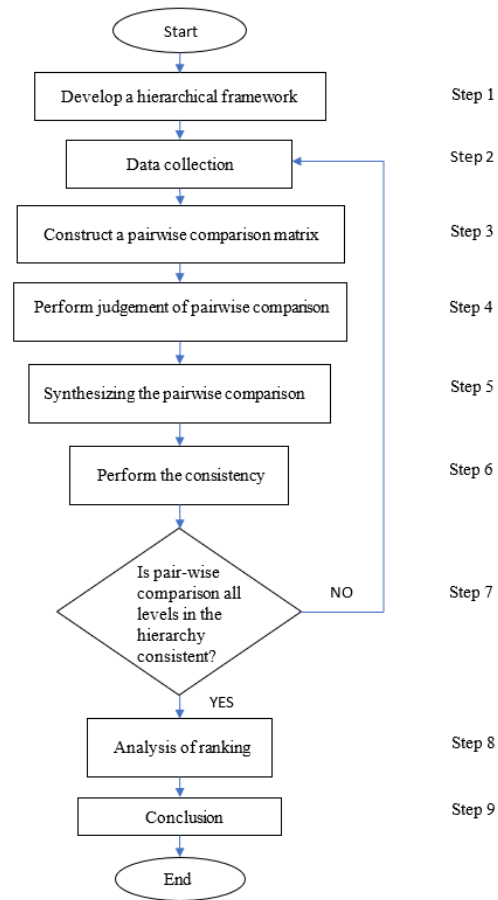 Start
Develop a hierarchical framework
Step 1
Data collection
Step 2
Construct a pairwise comparison matrix
Step 3
Perform judgement of pairwise comparison
Step 4
Synthesizing the pairwise comparison
Step 5
Perform the consistency
Step 6
Is pair-wise
comparison all
levels in the
hierarchy
consistent?
NO
Step 7
YES
Analysis of ranking
Step 8
Conclusion
Step 9
End